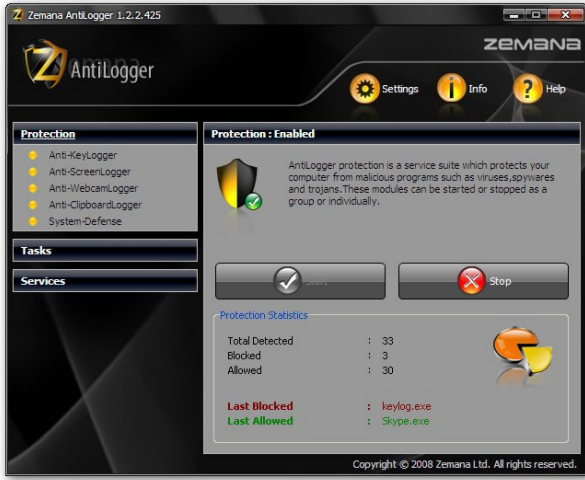 Zemana AntiLogger 1.2.2.425
zemana
AntiLogger
Settings
Info
Help
Protection
Anti-KeyLogger
Anti-ScreenLogger
Anti-WebcamLogger
Anti-ClipboardLogger
System-Defense
Tasks
Services
Protection : Enabled
AntiLogger protection is a service suite which protects your
computer from malicious programs such as viruses,spywares
and trojans.These modules can be started or stopped as a
group or individually.
Start
Stop
Protection Statistics
Total Detected : 33
Blocked : 3
Allowed : 30
Last Blocked : keylog.exe
Last Allowed : Skype.exe
Copyright © 2008 Zemana Ltd. All rights reserved.